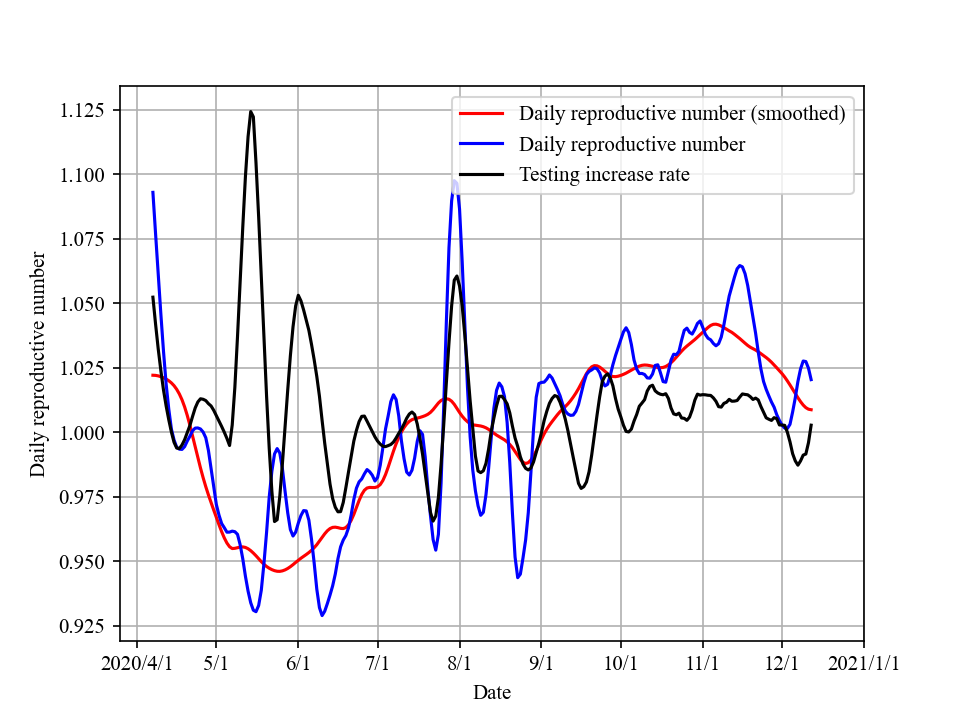 Daily reproductive number (smoothed)
Daily reproductive number
Testing increase rate
Daily reproductive number
1.125
1.100
1.075
1.050
1.025
1.000
0.975
0.950
0.925
2020/4/1 5/1 6/1 7/1 8/1 9/1 10/1 11/1 12/1 2021/1/1
Date